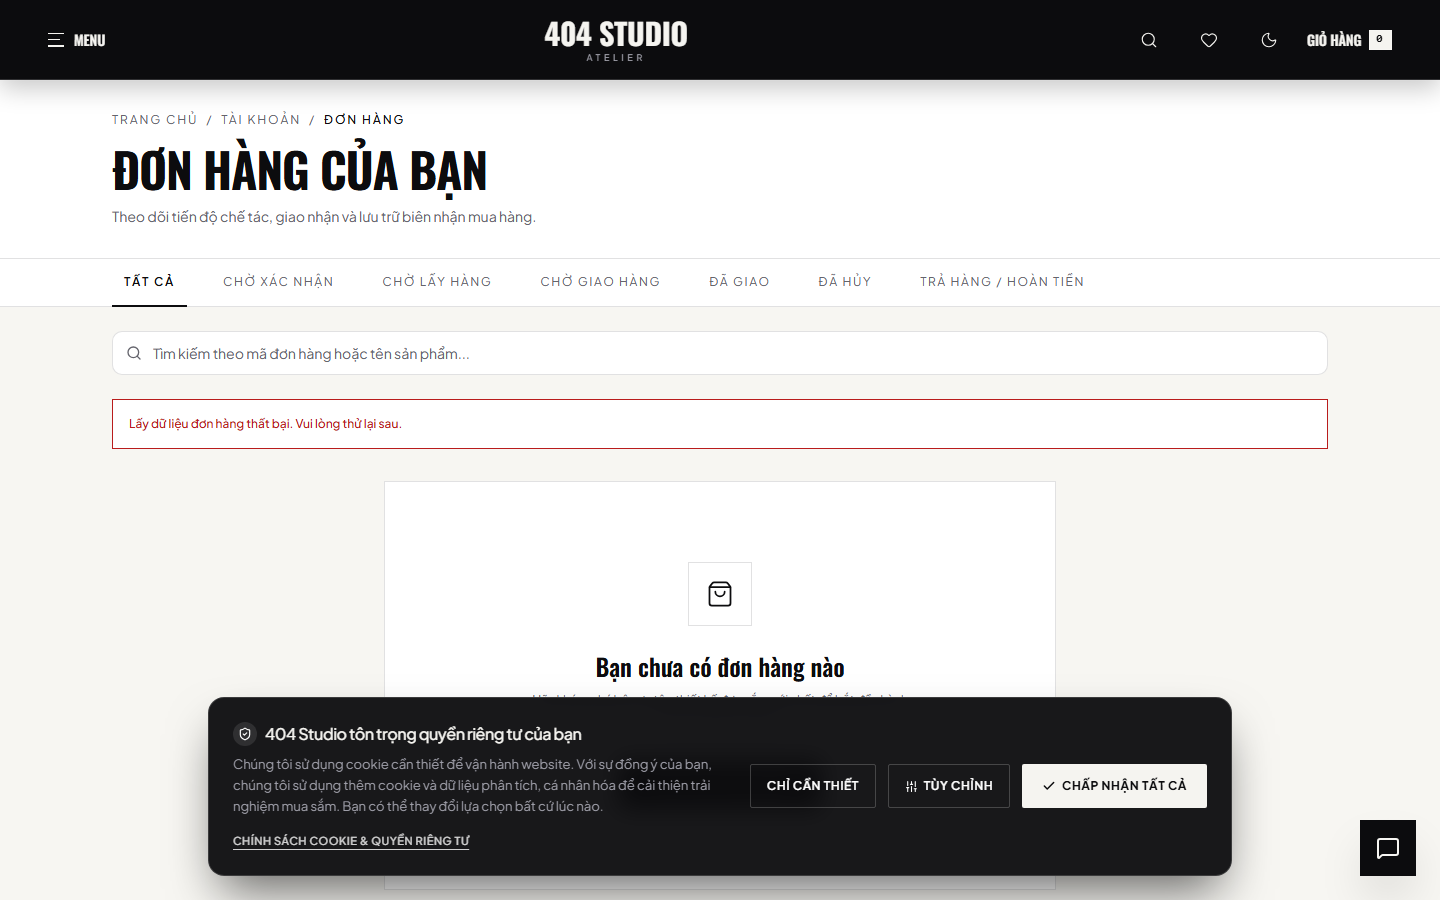 MENU
404 STUDIO
ATELIER
GIỎ HÀNG 0
TRANG CHỦ / TÀI KHOẢN / ĐƠN HÀNG
ĐƠN HÀNG CỦA BẠN
Theo dõi tiến độ chế tác, giao nhận và lưu trữ biên nhận mua hàng.
TẤT CẢ
CHỜ XÁC NHẬN
CHỜ LẤY HÀNG
CHỜ GIAO HÀNG
ĐÃ GIAO
ĐÃ HỦY
TRẢ HÀNG / HOÀN TIỀN
Tìm kiếm theo mã đơn hàng hoặc tên sản phẩm...
Lấy dữ liệu đơn hàng thất bại. Vui lòng thử lại sau.
Bạn chưa có đơn hàng nào
404 Studio tôn trọng quyền riêng tư của bạn
Chúng tôi sử dụng cookie cần thiết để vận hành website. Với sự đồng ý của bạn,
chúng tôi sử dụng thêm cookie và dữ liệu phân tích, cá nhân hóa để cải thiện trải
nghiệm mua sắm. Bạn có thể thay đổi lựa chọn bất cứ lúc nào.
CHÍNH SÁCH COOKIE & QUYỀN RIÊNG TƯ
CHỈ CẦN THIẾT
TÙY CHỈNH
CHẤP NHẬN TẤT CẢ